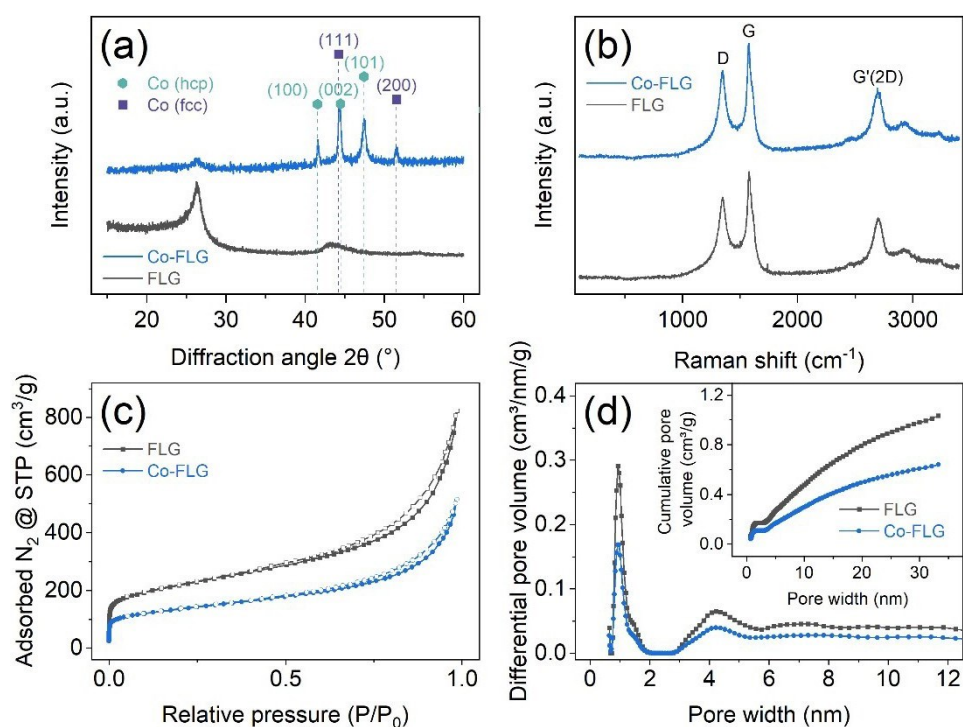 (a)
(111)
Co (hcp)
Co (fcc)
(101)
(100)
(002)
(200)
Intensity (a.u.)
Co-FLG
FLG
20
30
40
50
60
Diffraction angle 2θ (°)
(b)
D
G
G'(2D)
Co-FLG
FLG
Intensity (a.u.)
1000
2000
3000
Raman shift (cm⁻¹)
(c)
FLG
Co-FLG
Adsorbed N₂ @ STP (cm³/g)
800
600
400
200
0
0.0
0.5
1.0
Relative pressure (P/P₀)
(d)
Differential pore volume (cm³/nm/g)
0.4
0.3
0.2
0.1
0.0
0
2
4
6
8
10
12
Pore width (nm)
Cumulative pore
volume (cm³/g)
1.2
0.8
0.4
0.0
FLG
Co-FLG
0
10
20
30
Pore width (nm)